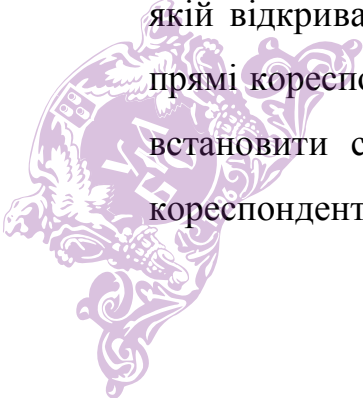 якій відкрива
прямі кореспо
встановити с
кореспондент